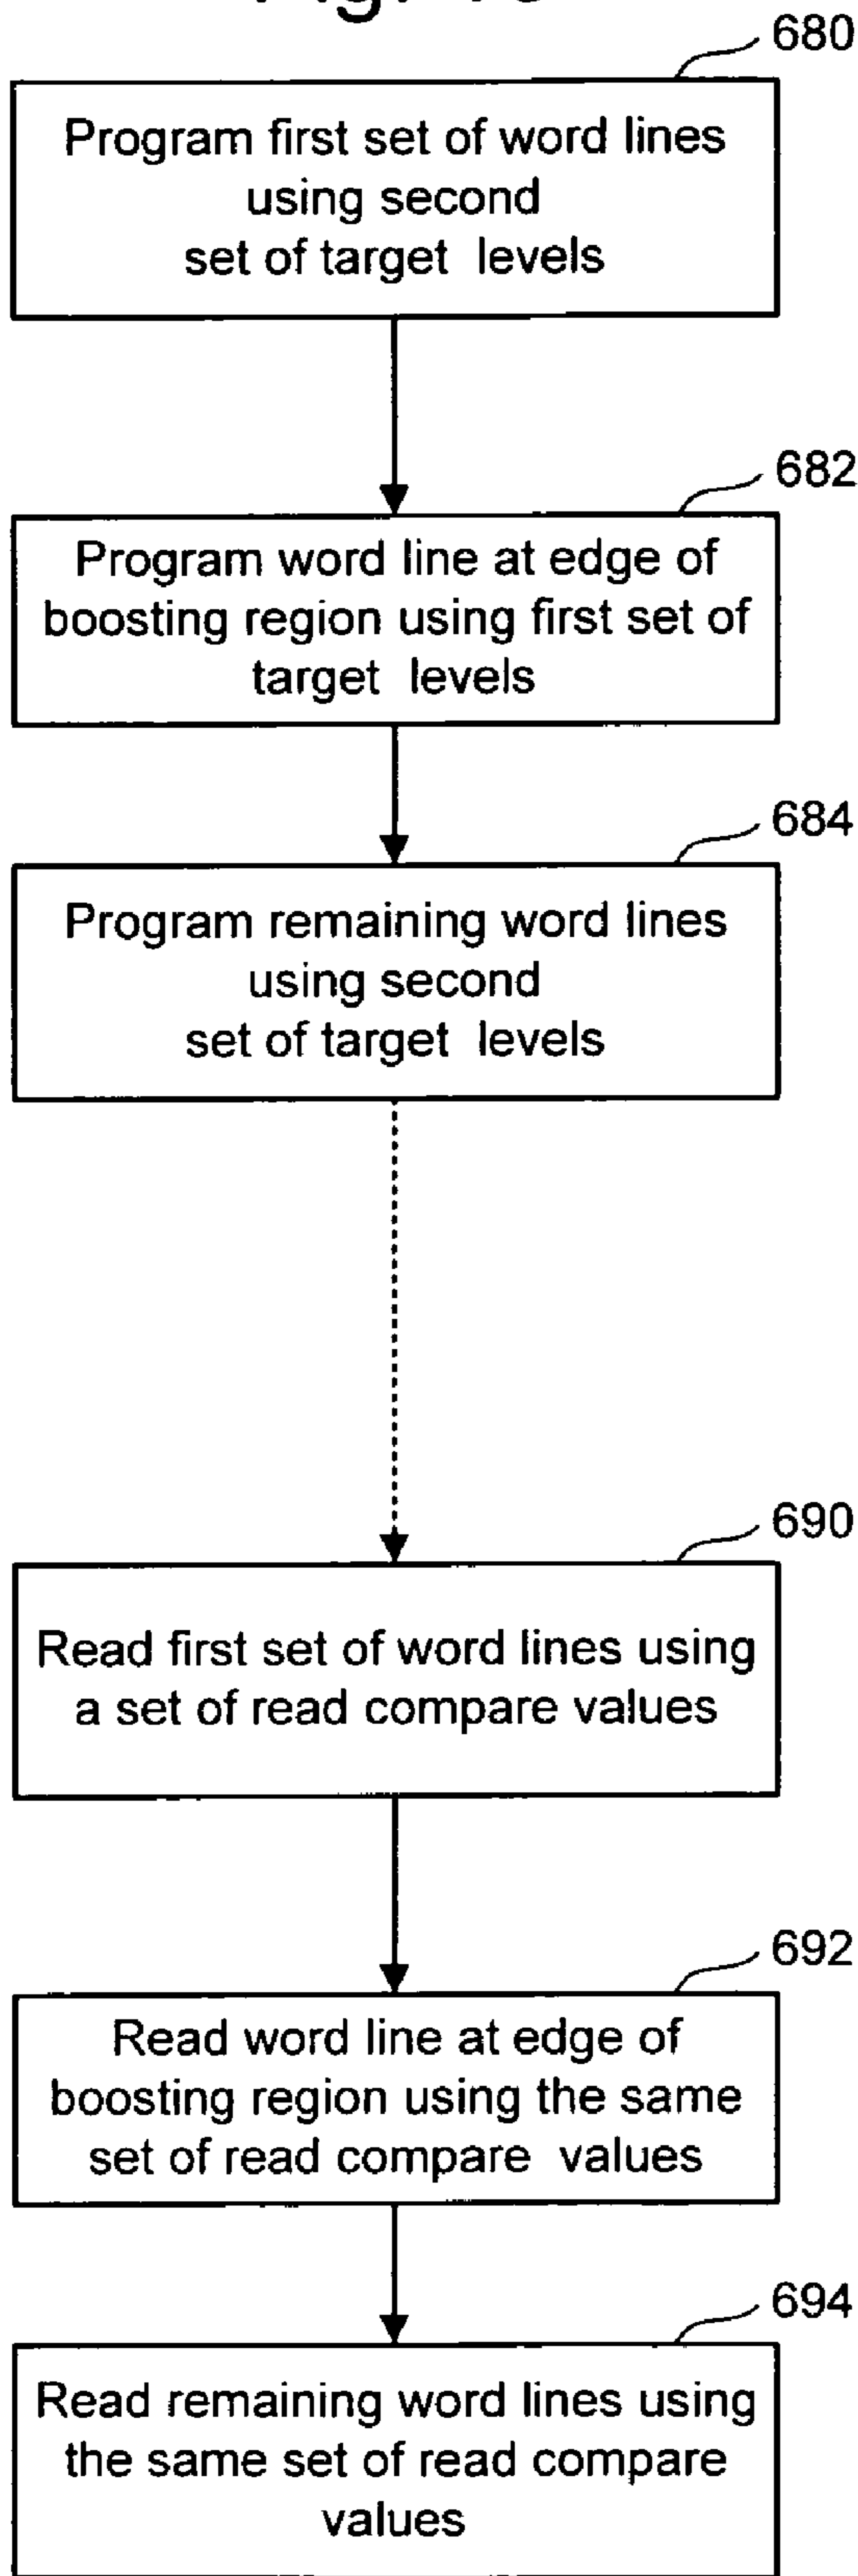 680
Program first set of word lines
using second
set of target levels
682
Program word line at edge of
boosting region using first set of
target levels
684
Program remaining word lines
using second
set of target levels
690
Read first set of word lines using
a set of read compare values
692
Read word line at edge of
boosting region using the same
set of read compare values
694
Read remaining word lines using
the same set of read compare
values